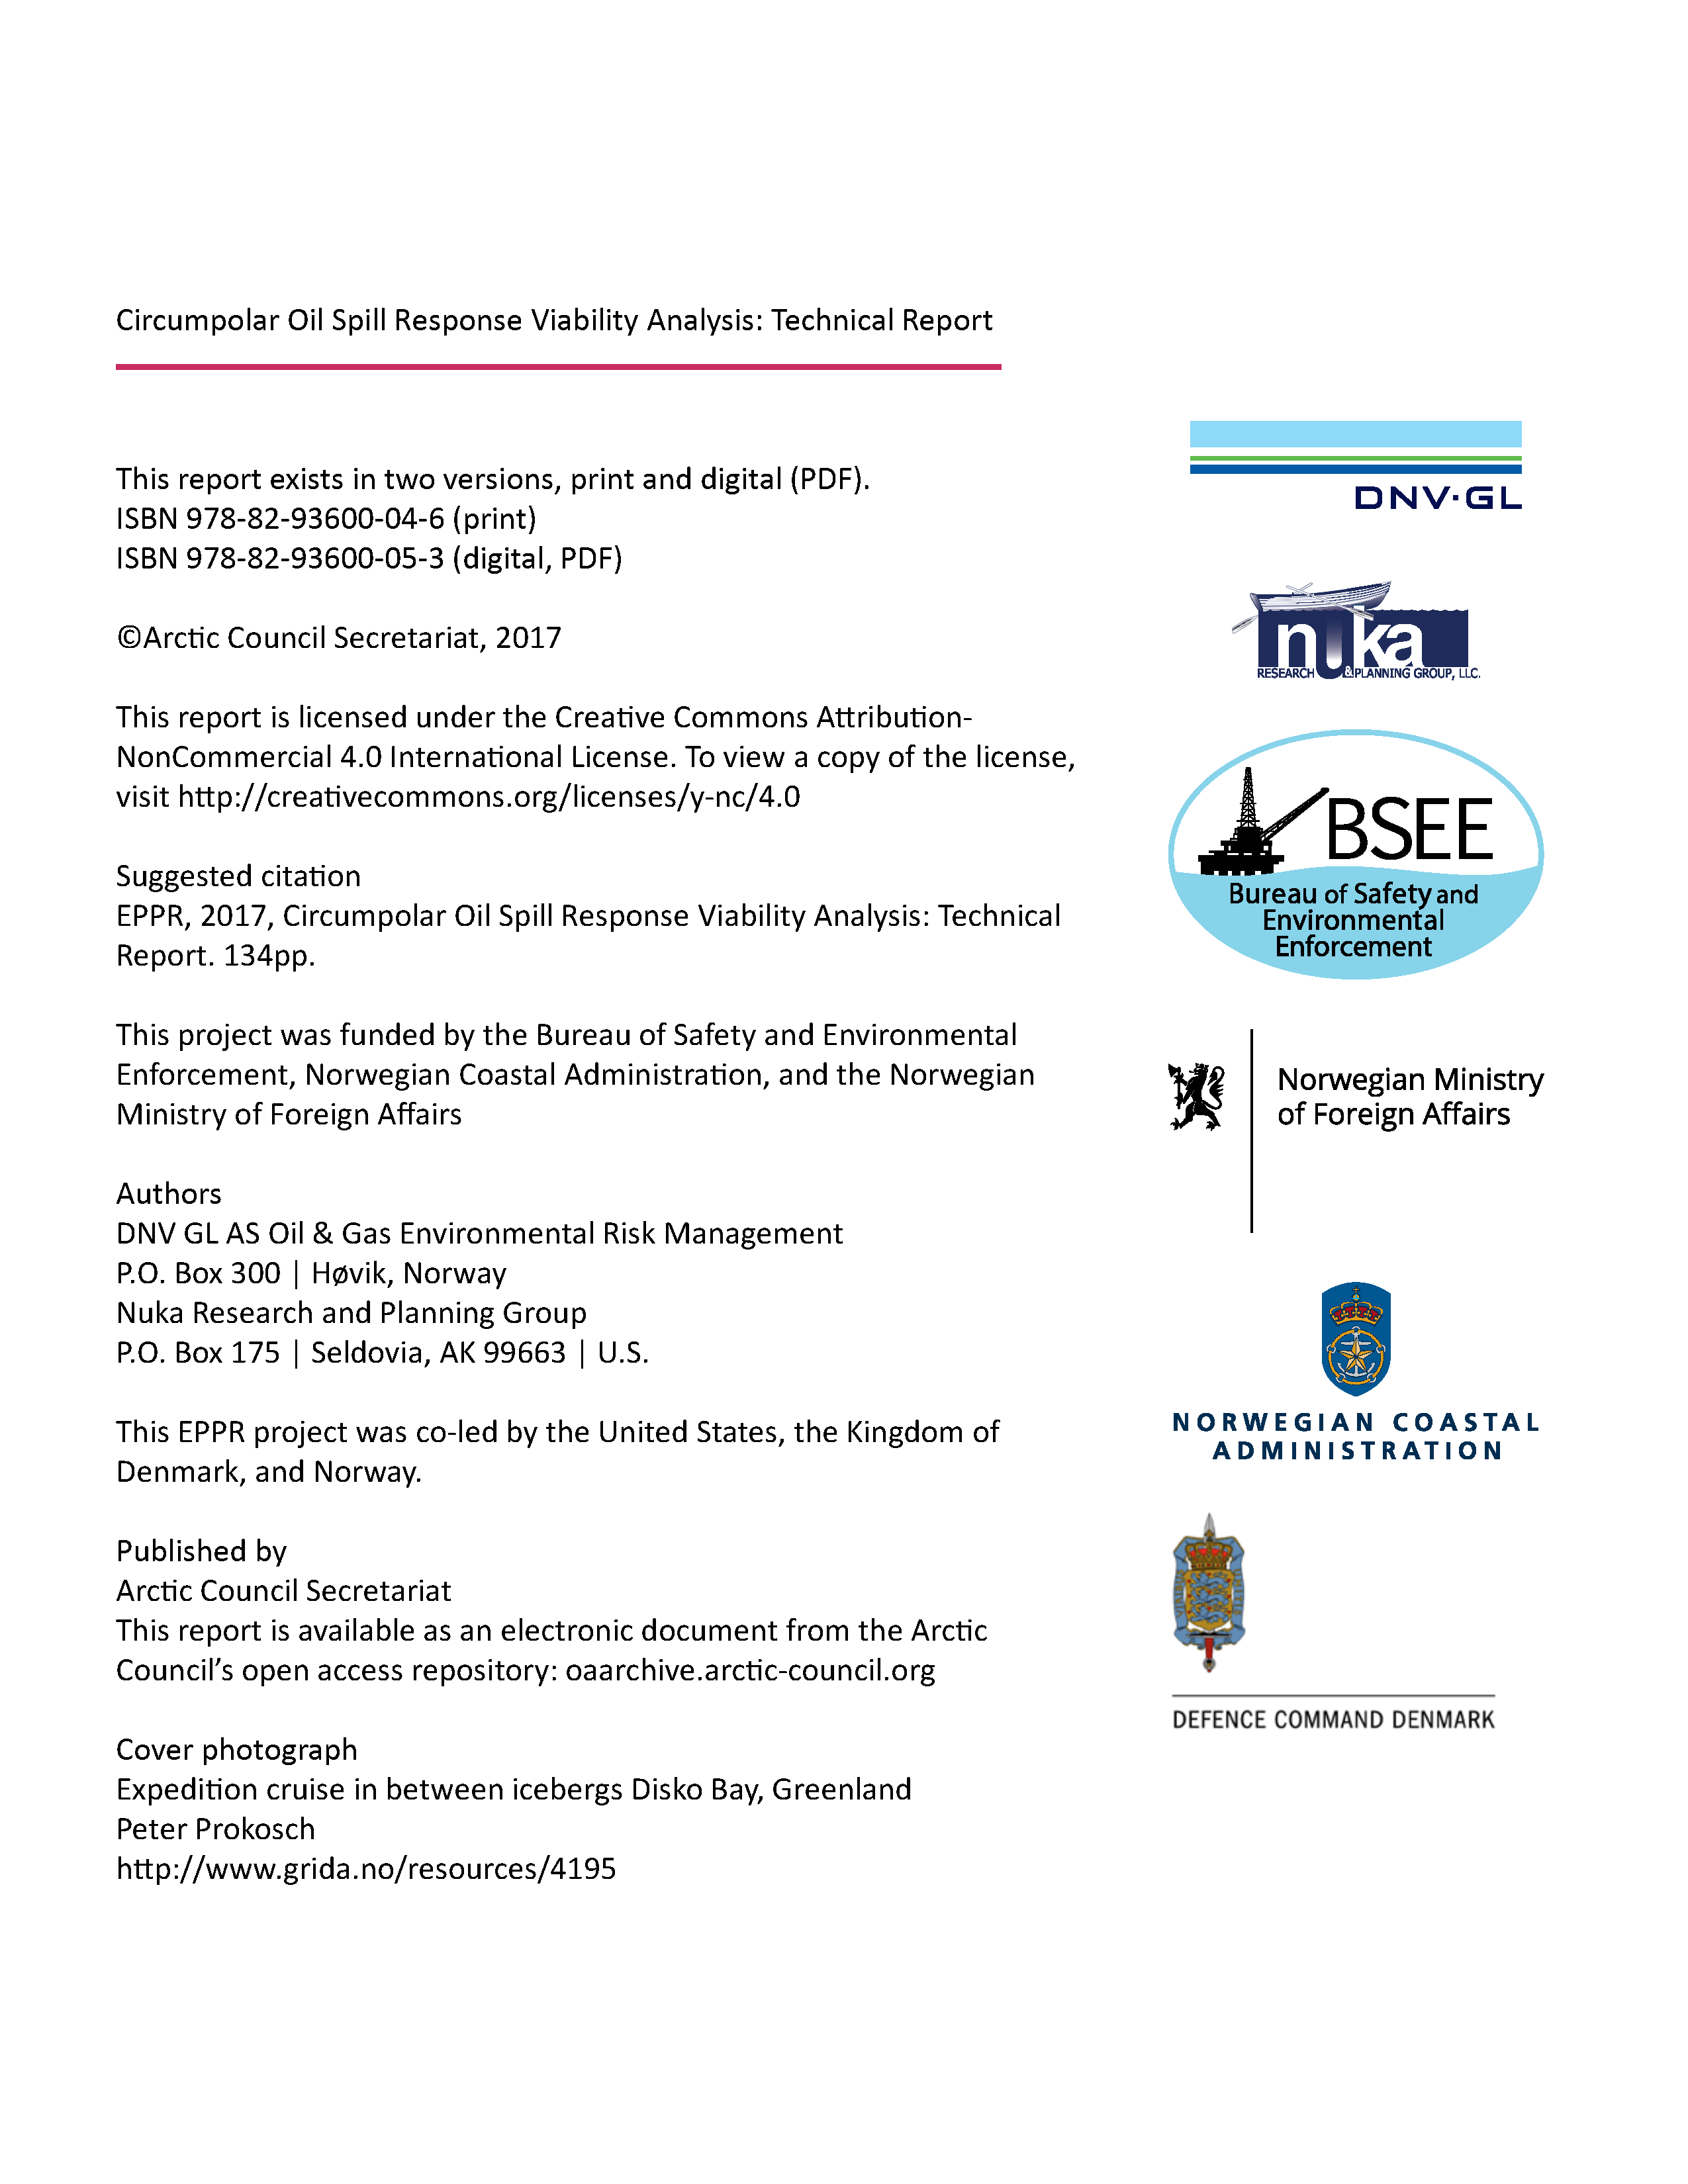 Circumpolar Oil Spill Response Viability Analysis: Technical Report
This report exists in two versions, print and digital (PDF).
ISBN 978-82-93600-04-6 (print)
ISBN 978-82-93600-05-3 (digital, PDF)
©Arctic Council Secretariat, 2017
This report is licensed under the Creative Commons Attribution-
NonCommercial 4.0 International License. To view a copy of the license,
visit http://creativecommons.org/licenses/y-nc/4.0
Suggested citation
EPPR, 2017, Circumpolar Oil Spill Response Viability Analysis: Technical
Report. 134pp.
This project was funded by the Bureau of Safety and Environmental
Enforcement, Norwegian Coastal Administration, and the Norwegian
Ministry of Foreign Affairs
Authors
DNV GL AS Oil & Gas Environmental Risk Management
P.O. Box 300 | Høvik, Norway
Nuka Research and Planning Group
P.O. Box 175 | Seldovia, AK 99663 | U.S.
This EPPR project was co-led by the United States, the Kingdom of
Denmark, and Norway.
Published by
Arctic Council Secretariat
This report is available as an electronic document from the Arctic
Council’s open access repository: oaarchive.arctic-council.org
Cover photograph
Expedition cruise in between icebergs Disko Bay, Greenland
Peter Prokosch
http://www.grida.no/resources/4195
DNV·GL
nuka
RESEARCH & PLANNING GROUP, LLC.
BSEE
Bureau of Safety and
Environmental
Enforcement
Norwegian Ministry
of Foreign Affairs
NORWEGIAN COASTAL
ADMINISTRATION
DEFENCE COMMAND DENMARK